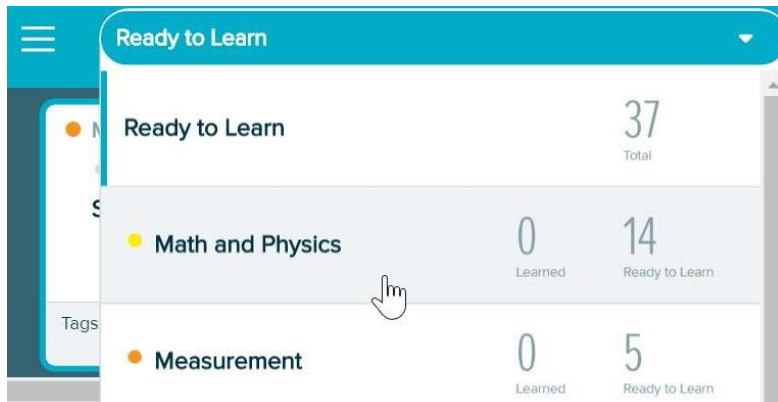 Ready to Learn
Ready to Learn
37
Total
Math and Physics
0
Learned
14
Ready to Learn
Tags
Measurement
0
Learned
5
Ready to Learn